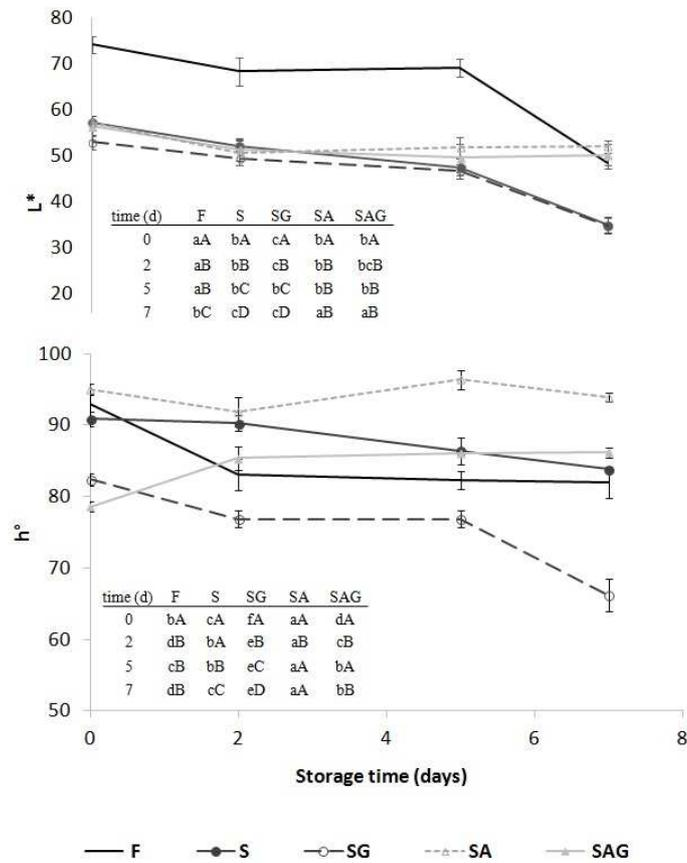 80
70
60
50
40
30
20
L*
time (d) F S SG SA SAG
0 aA bA cA bA bA
2 aB bB cB bB bcB
5 aB bC bC bB bB
7 bC cD cD aB aB
100
90
80
70
60
50
h°
time (d) F S SG SA SAG
0 bA cA fA aA dA
2 dB bA eB aB cB
5 cB bB eC aA bA
7 dB cC eD aA bB
0 2 4 6 8
Storage time (days)
F S SG SA SAG